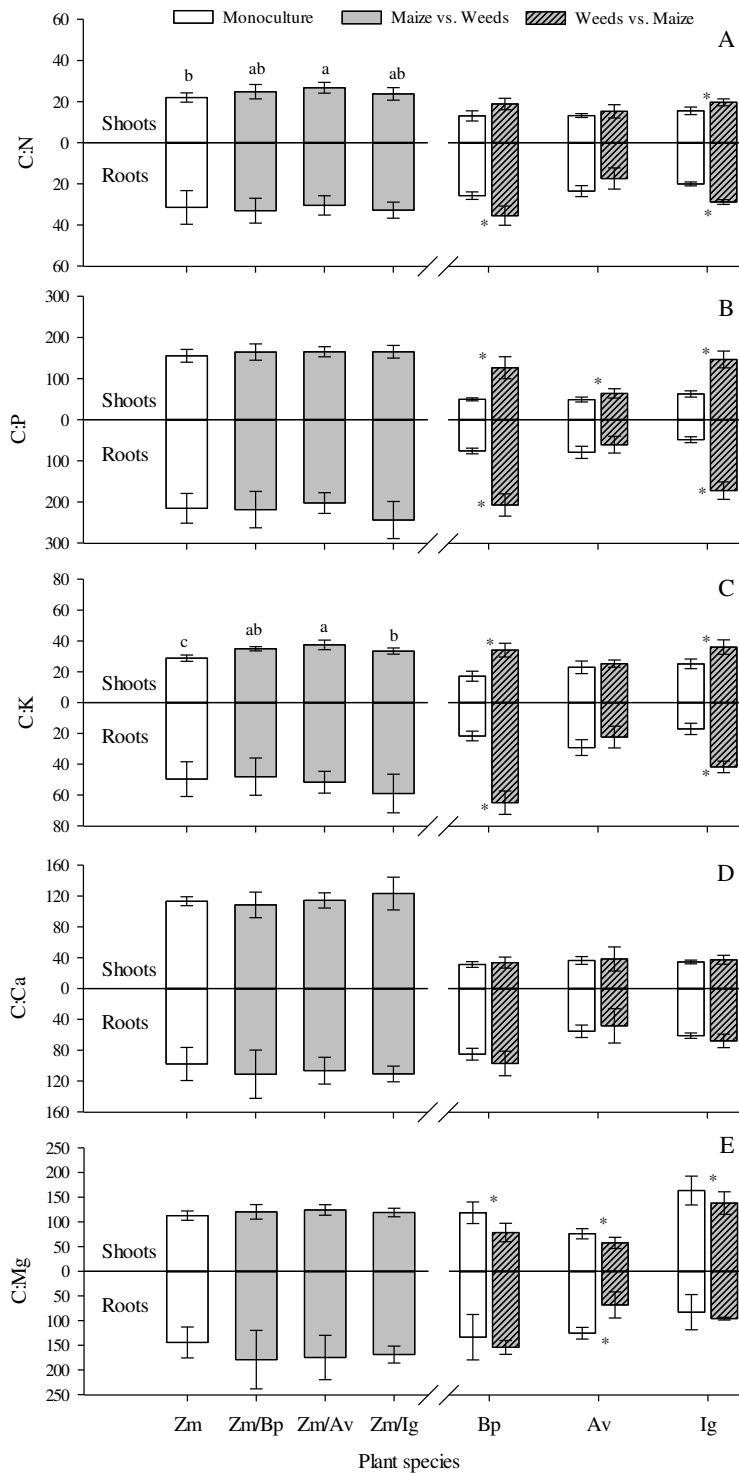 Monoculture Maize vs. Weeds Weeds vs. Maize
A
60
40
20
0
20
40
60
C:N
Shoots
Roots
b ab a ab
*
*
*
B
300
200
100
0
100
200
300
C:P
Shoots
Roots
* * *
* *
C
80
60
40
20
0
20
40
60
80
C:K
Shoots
Roots
c ab a b
* *
* *
D
160
120
80
40
0
40
80
120
160
C:Ca
Shoots
Roots
E
250
200
150
100
50
0
50
100
150
200
250
C:Mg
Shoots
Roots
* * *
*
Zm Zm/Bp Zm/Av Zm/Ig Bp Av Ig
Plant species